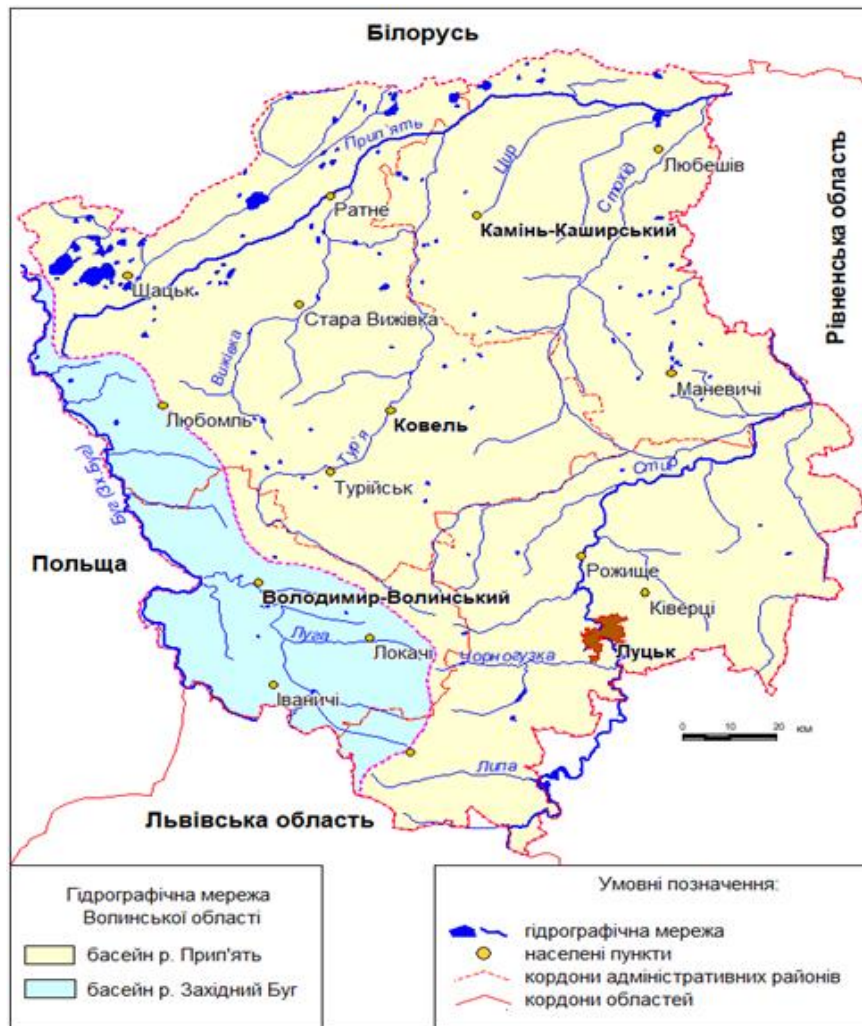 Білорусь
Прип'ять
Цир
Стохід
Любешів
Ратне
Камінь-Каширський
Рівненська область
Шацьк
Стара Вижівка
Вижівка
Маневичі
Любомль
Ковель
Тур'я
Турійськ
Стир
Буг (Зх.Буг)
Польща
Рожище
Володимир-Волинський
Ківерці
Луга
Локачі
Чорногузка
Луцьк
Іваничі
0 10 20 км
Липа
Львівська область
Гідрографічна мережа
Волинської області
басейн р. Прип'ять
басейн р. Західний Буг
Умовні позначення:
гідрографічна мережа
населені пункти
кордони адміністративних районів
кордони областей